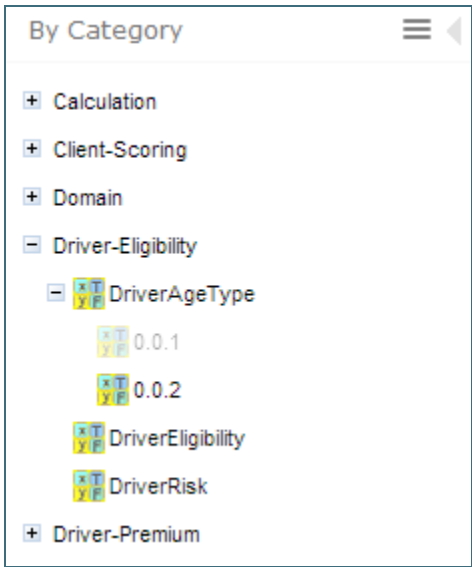 By Category
Calculation
Client-Scoring
Domain
Driver-Eligibility
DriverAgeType
0.0.1
0.0.2
DriverEligibility
DriverRisk
Driver-Premium